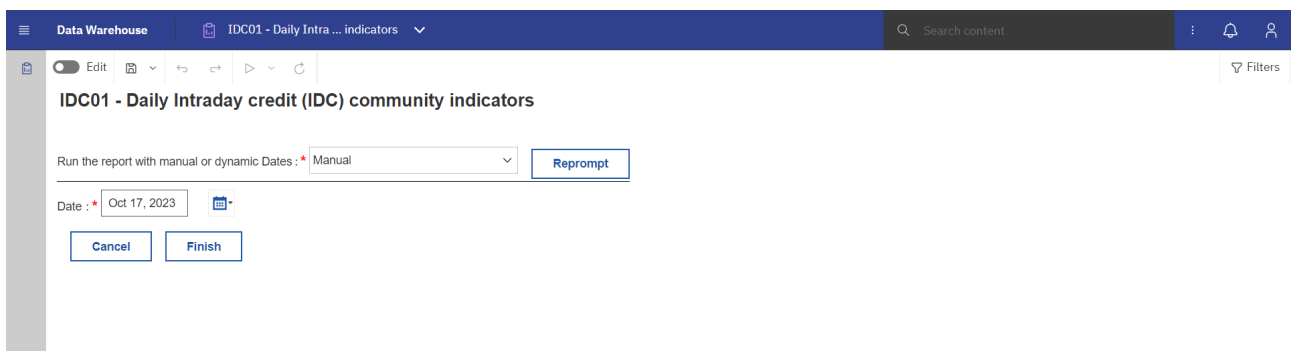 Data Warehouse IDC01 - Daily Intra ... indicators Search content
Edit Filters
IDC01 - Daily Intraday credit (IDC) community indicators
Run the report with manual or dynamic Dates : * Manual Reprompt
Date : * Oct 17, 2023
Cancel Finish